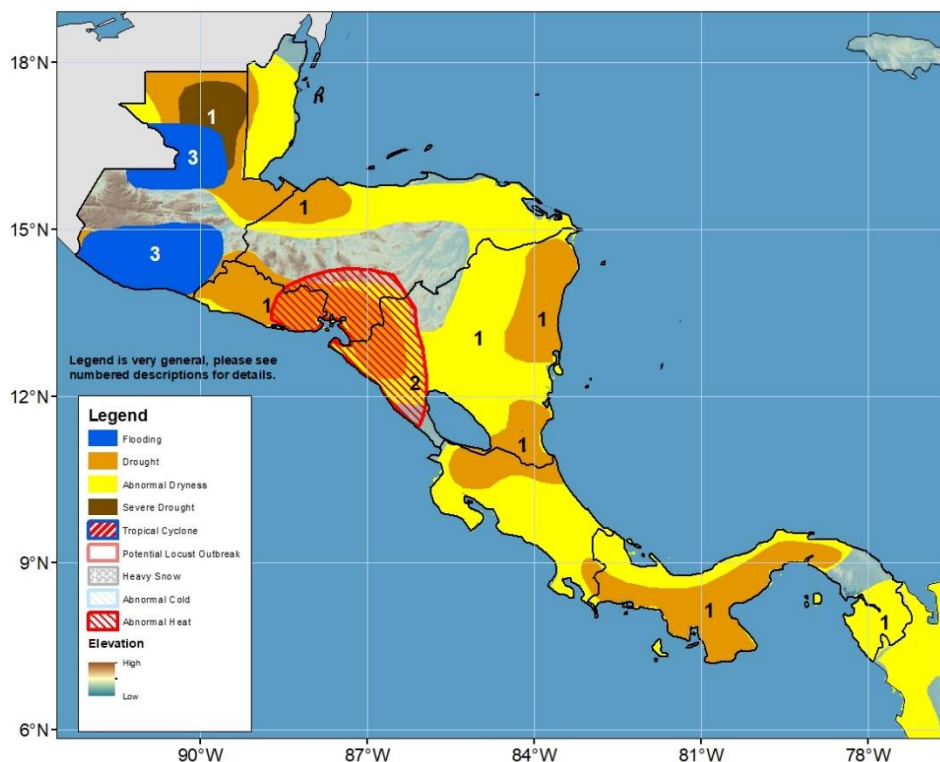 18°N
15°N
12°N
9°N
6°N
90°W
87°W
84°W
81°W
78°W
1
3
1
3
1
1
1
2
1
1
1
Legend is very general, please see
numbered descriptions for details.
Legend
Flooding
Drought
Abnormal Dryness
Severe Drought
Tropical Cyclone
Potential Locust Outbreak
Heavy Snow
Abnormal Cold
Abnormal Heat
Elevation
High
Low